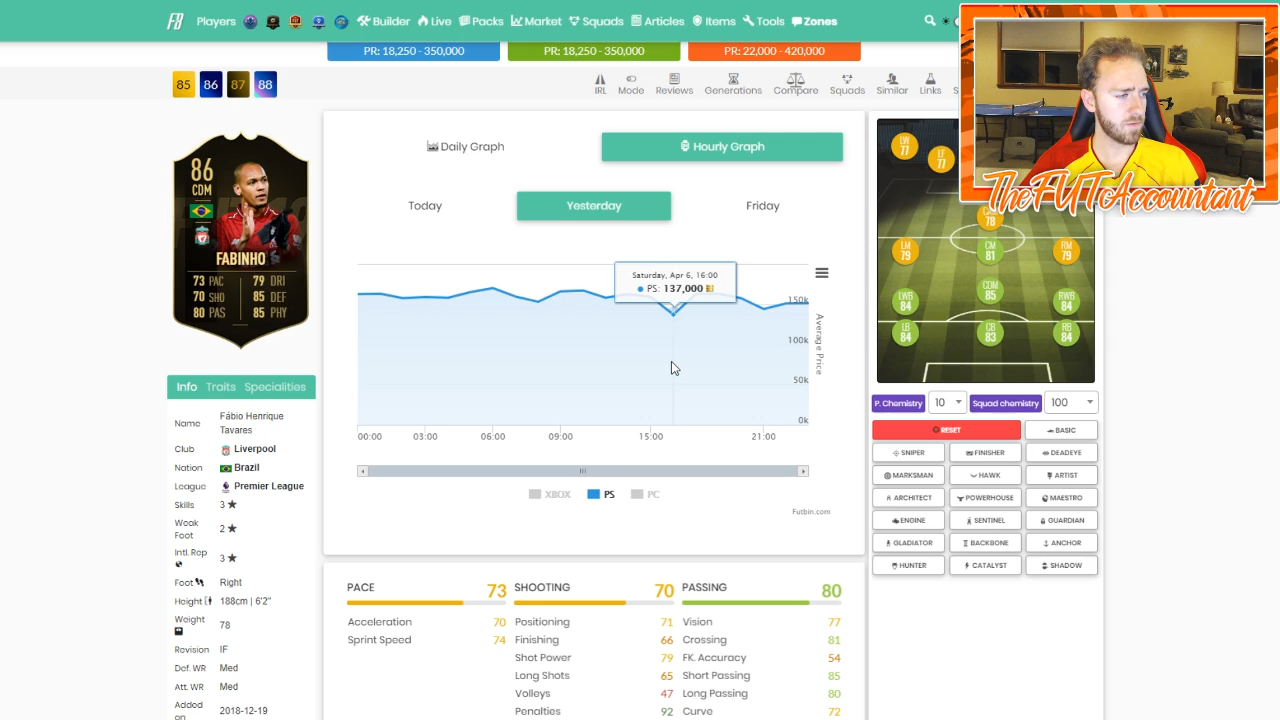 F8 Players Builder Live Packs Market Squads Articles Items Tools Zones
PR: 18,250 - 350,000 PR: 18,250 - 350,000 PR: 22,000 - 420,000
85 86 87 88
IRL Mode Reviews Generations Compare Squads Similar Links
Daily Graph Hourly Graph
Today Yesterday Friday
86
CDM
FABINHO
73 PAC 79 DRI
70 SHO 85 DEF
80 PAS 85 PHY
Saturday, Apr 6, 16:00
PS: 137,000
150k
100k
50k
0k
Average Price
00:00 03:00 06:00 09:00 15:00 21:00
XBOX PS PC
Futbin.com
Info Traits Specialities
Name Fábio Henrique Tavares
Club Liverpool
Nation Brazil
League Premier League
Skills 3
Weak Foot 2
Intl. Rep 3
Foot Right
Height 188cm | 6'2"
Weight 78
Revision IF
Def. WR Med
Att. WR Med
Added on 2018-12-19
PACE 73
Acceleration 70
Sprint Speed 74
SHOOTING 70
Positioning 71
Finishing 66
Shot Power 79
Long Shots 65
Volleys 47
Penalties 92
PASSING 80
Vision 77
Crossing 81
FK. Accuracy 54
Short Passing 85
Long Passing 80
Curve 72
TheFUTAccountant
LW 77
LF 77
78
LM 79
CM 81
RM 79
LWB 84
CDM 85
RWB 84
LB 84
CB 83
RB 84
P. Chemistry 10 Squad chemistry 100
RESET BASIC
SNIPER FINISHER DEADEYE
MARKSMAN HAWK ARTIST
ARCHITECT POWERHOUSE MAESTRO
ENGINE SENTINEL GUARDIAN
GLADIATOR BACKBONE ANCHOR
HUNTER CATALYST SHADOW